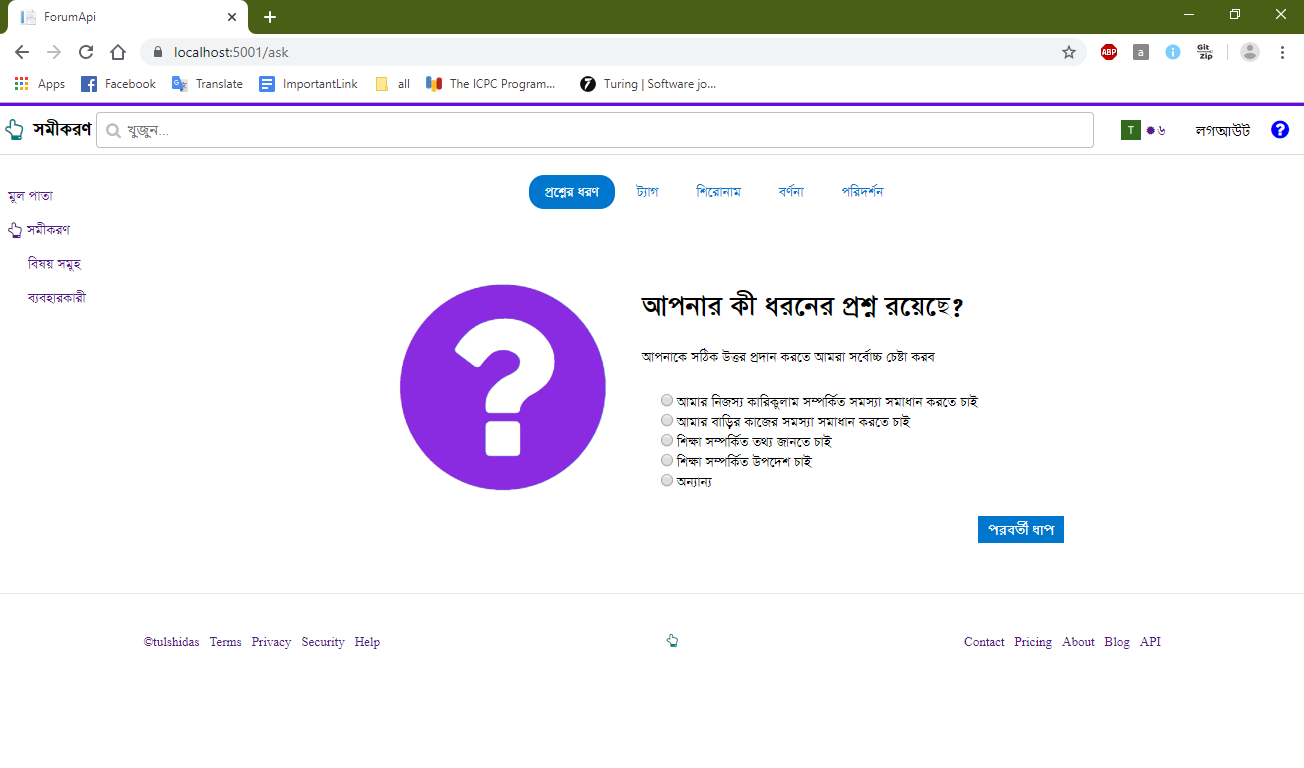 ForumApi
localhost:5001/ask
ABP a i Git Zip
Apps Facebook Translate ImportantLink all The ICPC Program... Turing | Software jo...
সমীকরণ খুজুন... T ৬ লগআউট ?
মুল পাতা
সমীকরণ
বিষয় সমুহ
ব্যবহারকারী
প্রশ্নের ধরণ ট্যাগ শিরোনাম বর্ণনা পরিদর্শন
?
আপনার কী ধরনের প্রশ্ন রয়েছে?
আপনাকে সঠিক উত্তর প্রদান করতে আমরা সর্বোচ্চ চেষ্টা করব
আমার নিজস্য কারিকুলাম সম্পর্কিত সমস্যা সমাধান করতে চাই
আমার বাড়ির কাজের সমস্যা সমাধান করতে চাই
শিক্ষা সম্পর্কিত তথ্য জানতে চাই
শিক্ষা সম্পর্কিত উপদেশ চাই
অন্যান্য
পরবর্তী ধাপ
©tulshidas Terms Privacy Security Help
Contact Pricing About Blog API